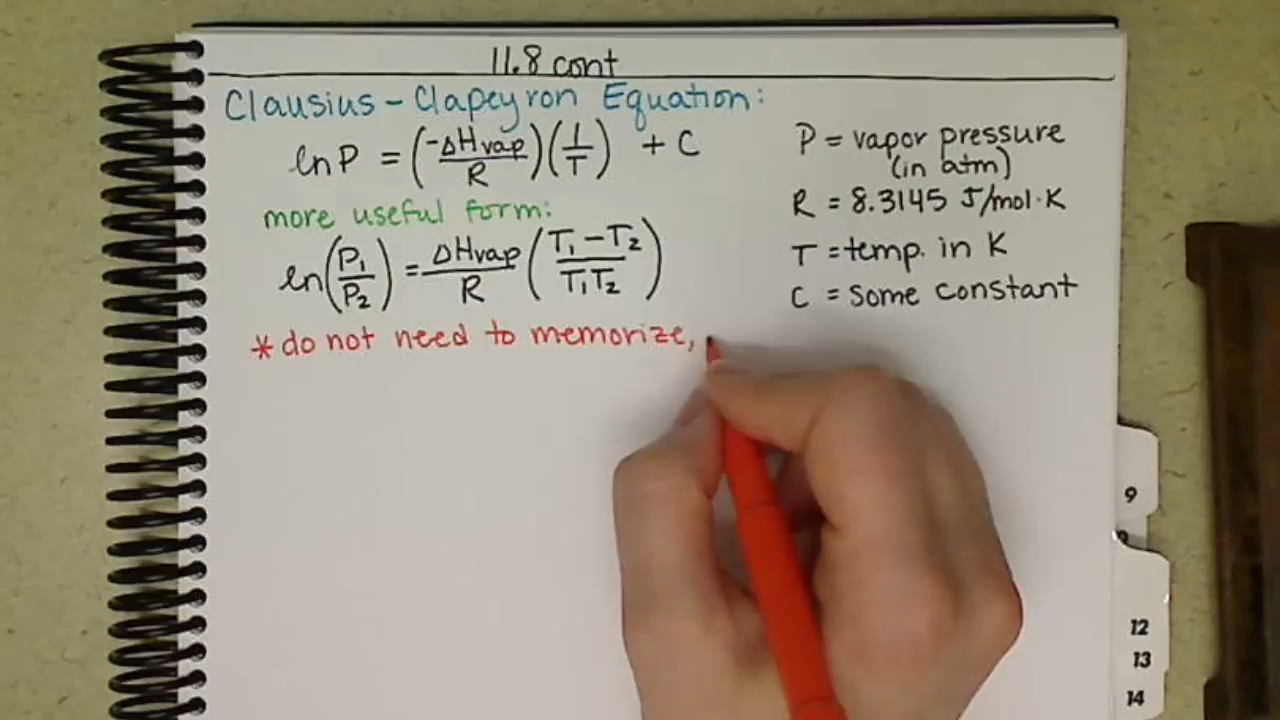 11.8 cont
Clausius - Clapeyron Equation:
ln P = (-ΔHvap/R)(1/T) + C
more useful form:
ln(P₁/P₂) = ΔHvap/R (T₁-T₂/T₁T₂)
*do not need to memorize,
P = vapor pressure
(in atm)
R = 8.3145 J/mol·K
T = temp. in K
C = some constant
9
12
13
14